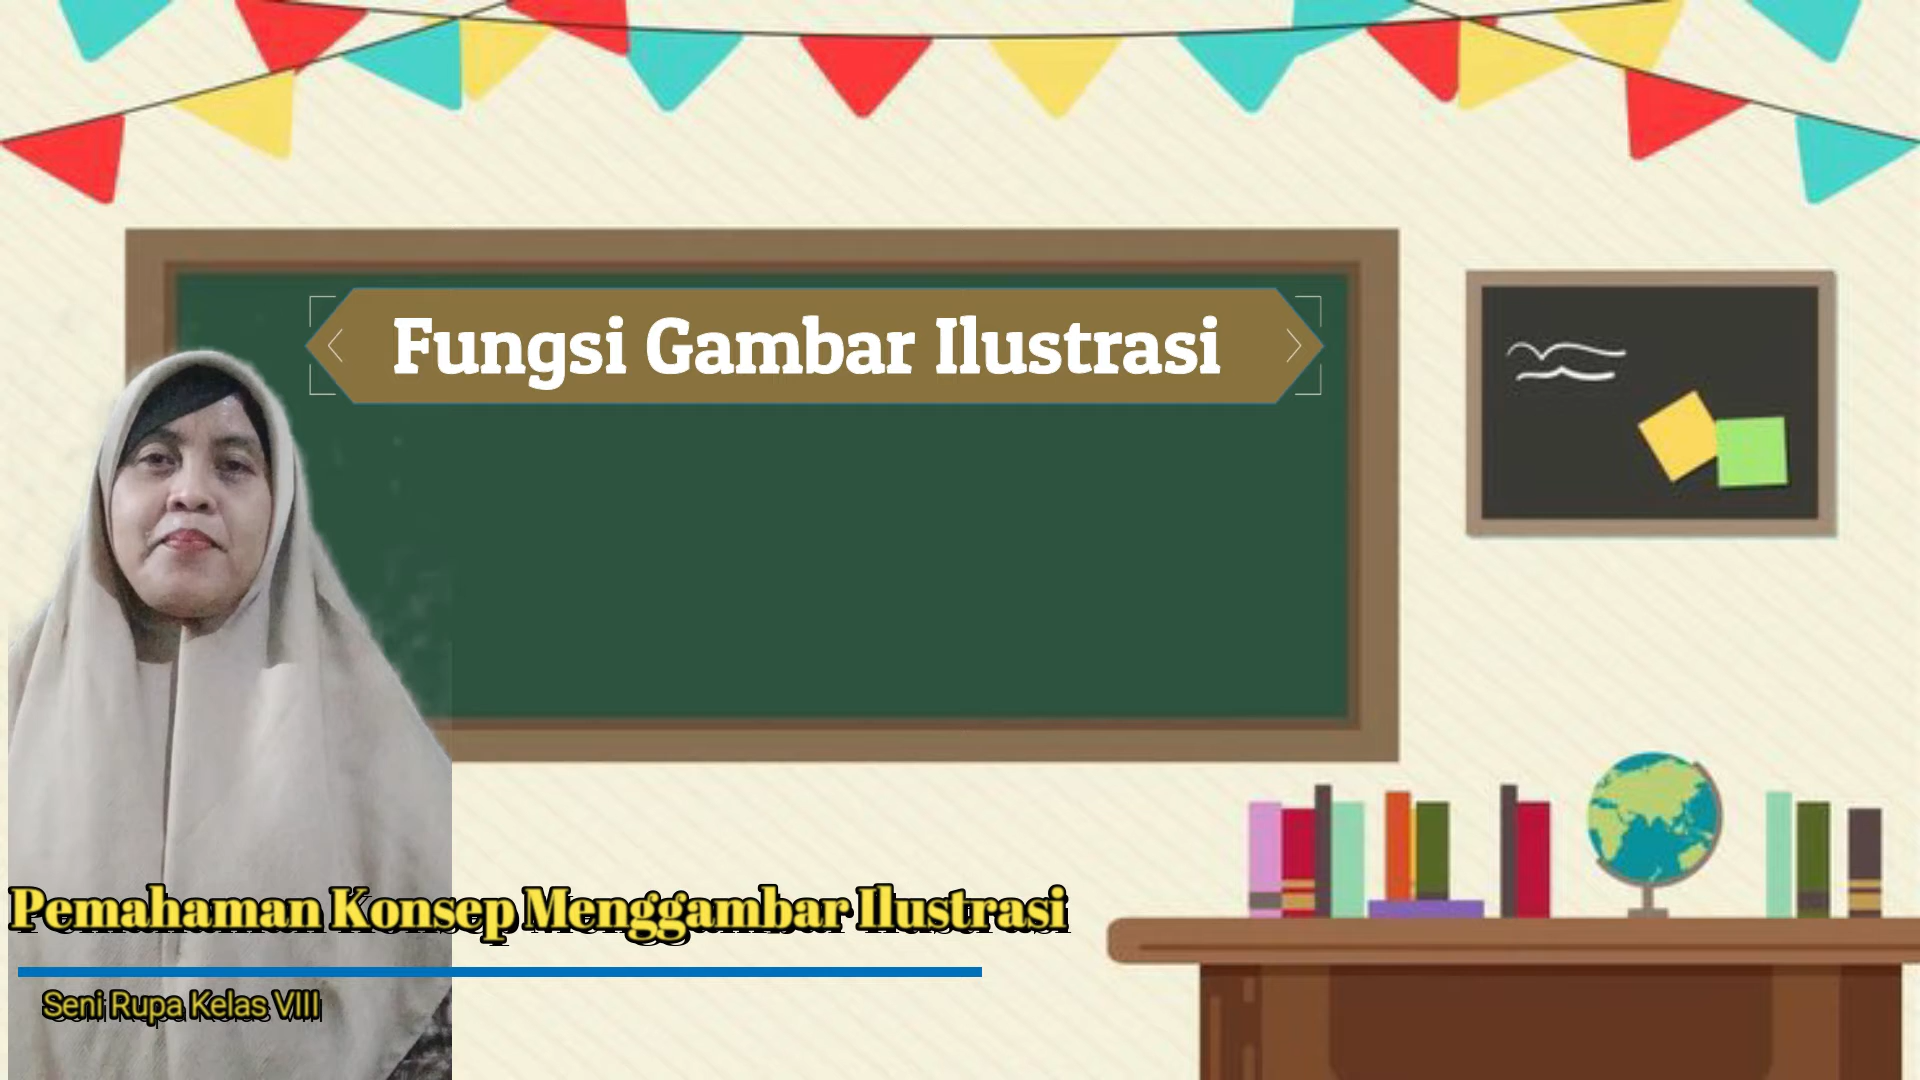 Fungsi Gambar Ilustrasi
Pemahaman Konsep Menggambar Ilustrasi
Seni Rupa Kelas VIII